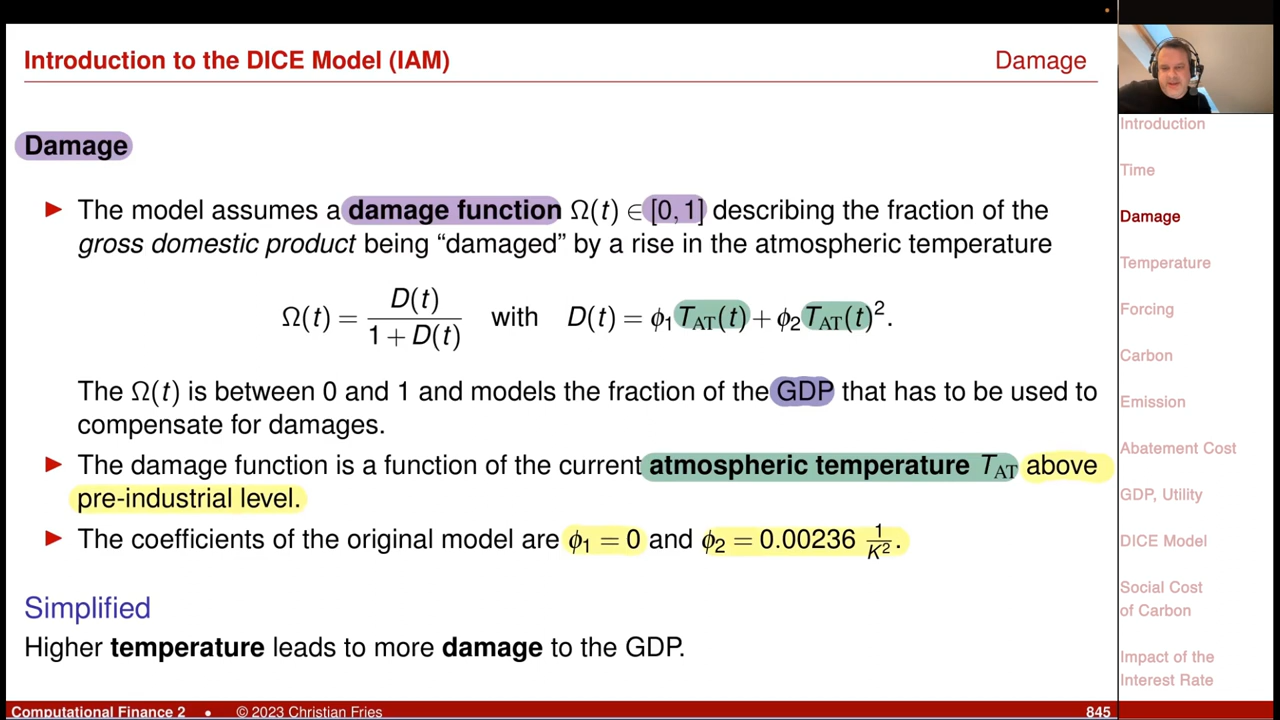 Introduction to the DICE Model (IAM)
Damage
Damage
► The model assumes a damage function Ω(t) ∈ [0, 1] describing the fraction of the
gross domestic product being “damaged” by a rise in the atmospheric temperature
Ω(t) = D(t) / (1 + D(t)) with D(t) = ϕ₁ T_AT(t) + ϕ₂ T_AT(t)².
The Ω(t) is between 0 and 1 and models the fraction of the GDP that has to be used to
compensate for damages.
► The damage function is a function of the current atmospheric temperature T_AT above
pre-industrial level.
► The coefficients of the original model are ϕ₁ = 0 and ϕ₂ = 0.00236 1/K².
Simplified
Higher temperature leads to more damage to the GDP.
Computational Finance 2 • © 2023 Christian Fries
845
Introduction
Time
Damage
Temperature
Forcing
Carbon
Emission
Abatement Cost
GDP, Utility
DICE Model
Social Cost
of Carbon
Impact of the
Interest Rate